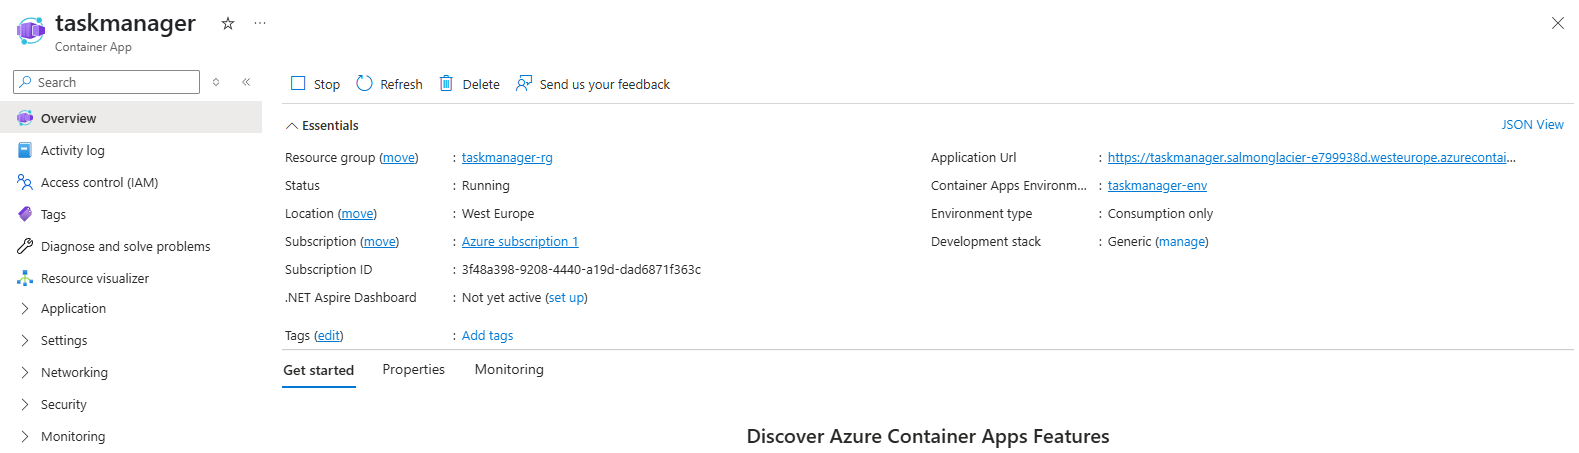 taskmanager
Container App
Search
Overview
Activity log
Access control (IAM)
Tags
Diagnose and solve problems
Resource visualizer
Application
Settings
Networking
Security
Monitoring
Stop Refresh Delete Send us your feedback
Essentials JSON View
Resource group (move) : taskmanager-rg
Status : Running
Location (move) : West Europe
Subscription (move) : Azure subscription 1
Subscription ID : 3f48a398-9208-4440-a19d-dad6871f363c
.NET Aspire Dashboard : Not yet active (set up)
Tags (edit) : Add tags
Application Url : https://taskmanager.salmonglacier-e799938d.westeurope.azurecontai...
Container Apps Environm... : taskmanager-env
Environment type : Consumption only
Development stack : Generic (manage)
Get started Properties Monitoring
Discover Azure Container Apps Features